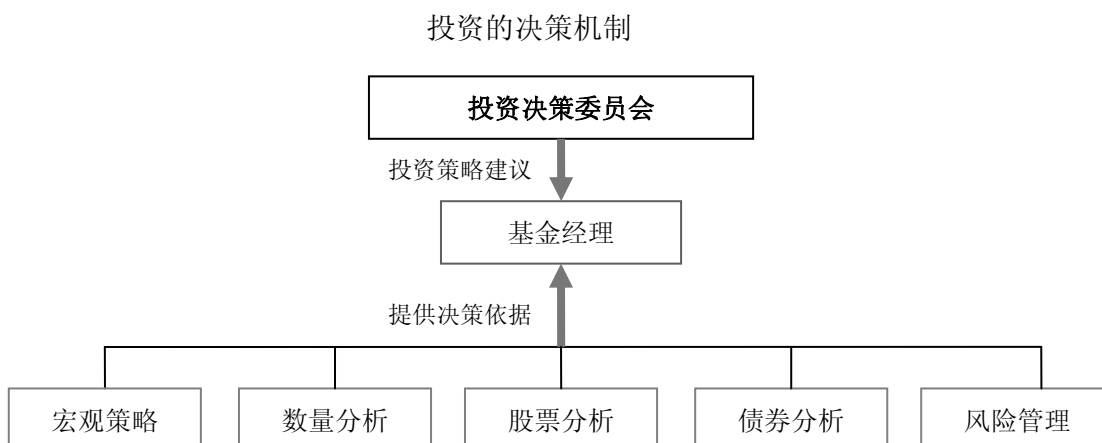 投资的决策机制
投资决策委员会
投资策略建议
基金经理
提供决策依据
宏观策略
数量分析
股票分析
债券分析
风险管理